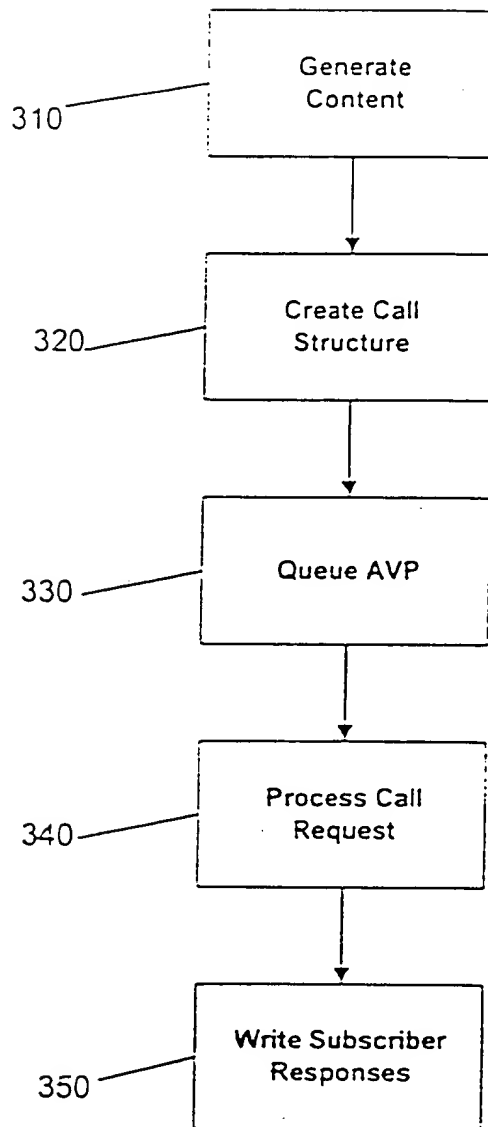 Generate
Content
310
Create Call
Structure
320
Queue AVP
330
Process Call
Request
340
Write Subscriber
Responses
350